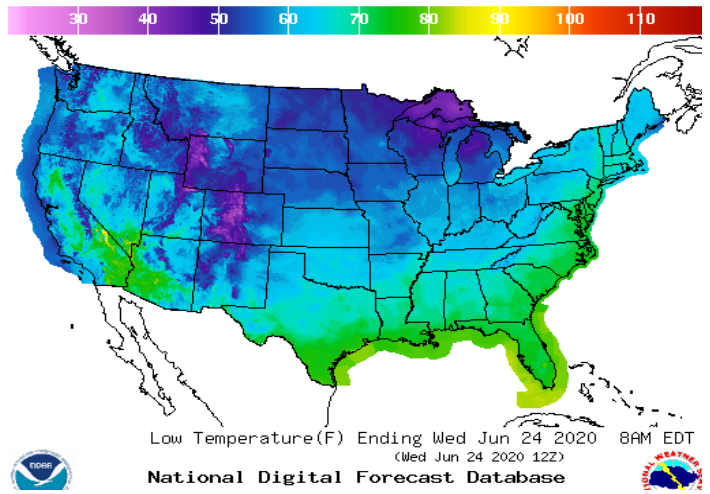 30 40 50 60 70 80 90 100 110
Low Temperature(F) Ending Wed Jun 24 2020 8AM EDT
(Wed Jun 24 2020 12Z)
National Digital Forecast Database
NOAA